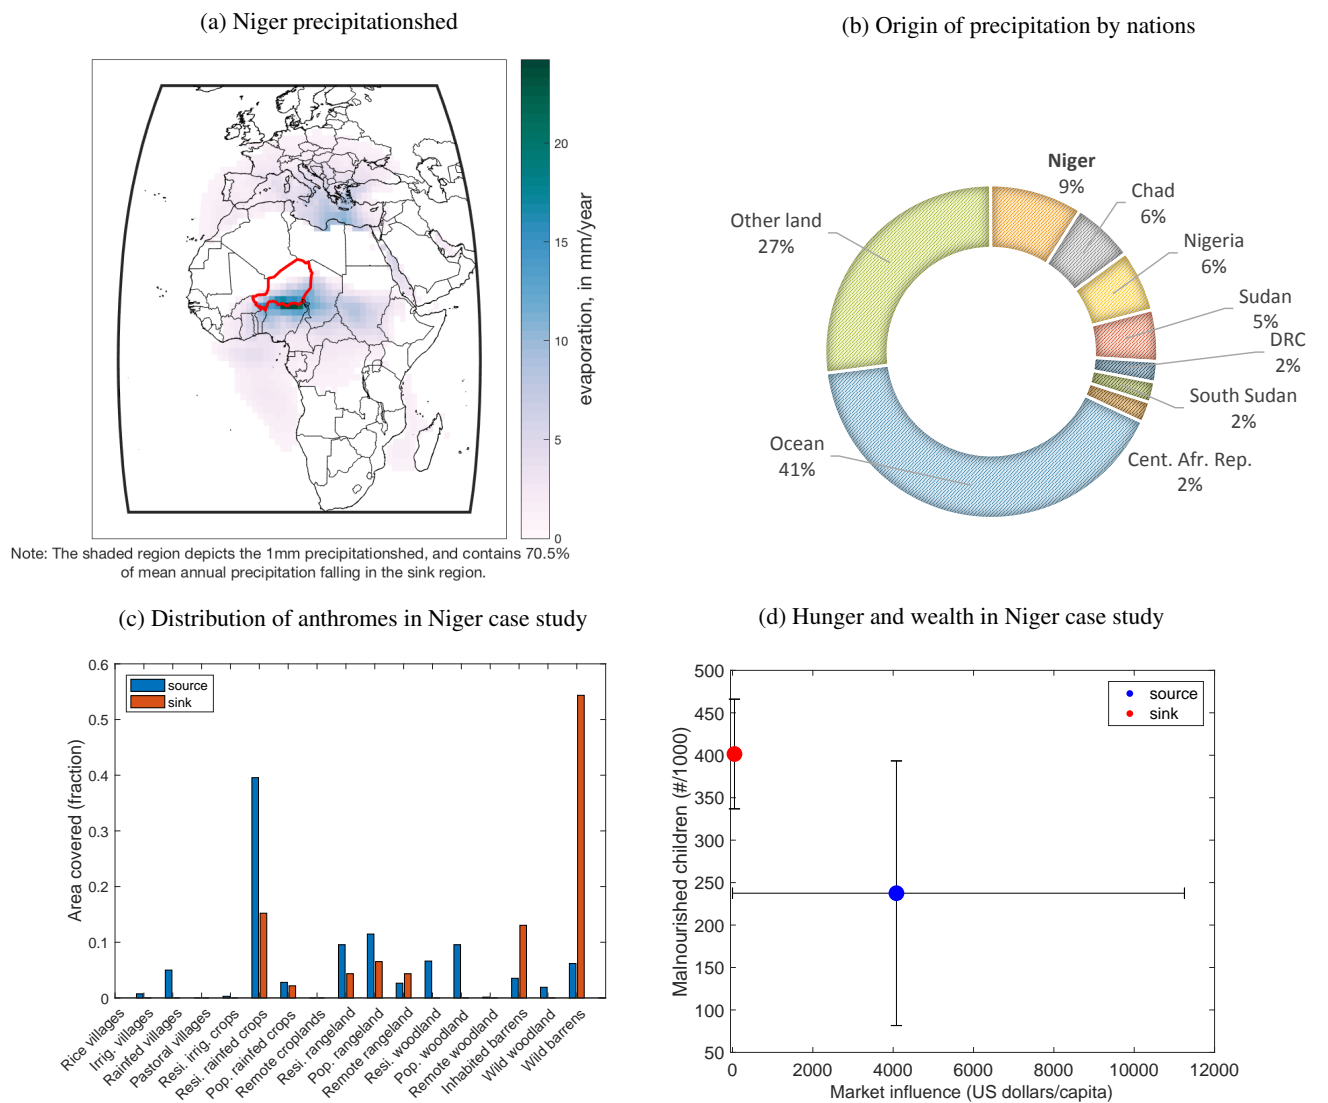 (a) Niger precipitationshed
20
15
10
5
0
evaporation, in mm/year
Note: The shaded region depicts the 1mm precipitationshed, and contains 70.5%
of mean annual precipitation falling in the sink region.
(b) Origin of precipitation by nations
Niger
9%
Chad
6%
Nigeria
6%
Sudan
5%
DRC
2%
South Sudan
2%
Cent. Afr. Rep.
2%
Ocean
41%
Other land
27%
(c) Distribution of anthromes in Niger case study
source
sink
Area covered (fraction)
0.6
0.5
0.4
0.3
0.2
0.1
0
Rice villages
Irrig. villages
Rainfed villages
Pastoral villages
Resi. irrig. crops
Resi. rainfed crops
Pop. rainfed crops
Remote croplands
Resi. rangeland
Pop. rangeland
Remote rangeland
Resi. woodland
Pop. woodland
Remote woodland
Inhabited barrens
Wild woodland
Wild barrens
(d) Hunger and wealth in Niger case study
source
sink
Malnourished children (#/1000)
500
450
400
350
300
250
200
150
100
50
0
2000
4000
6000
8000
10000
12000
Market influence (US dollars/capita)